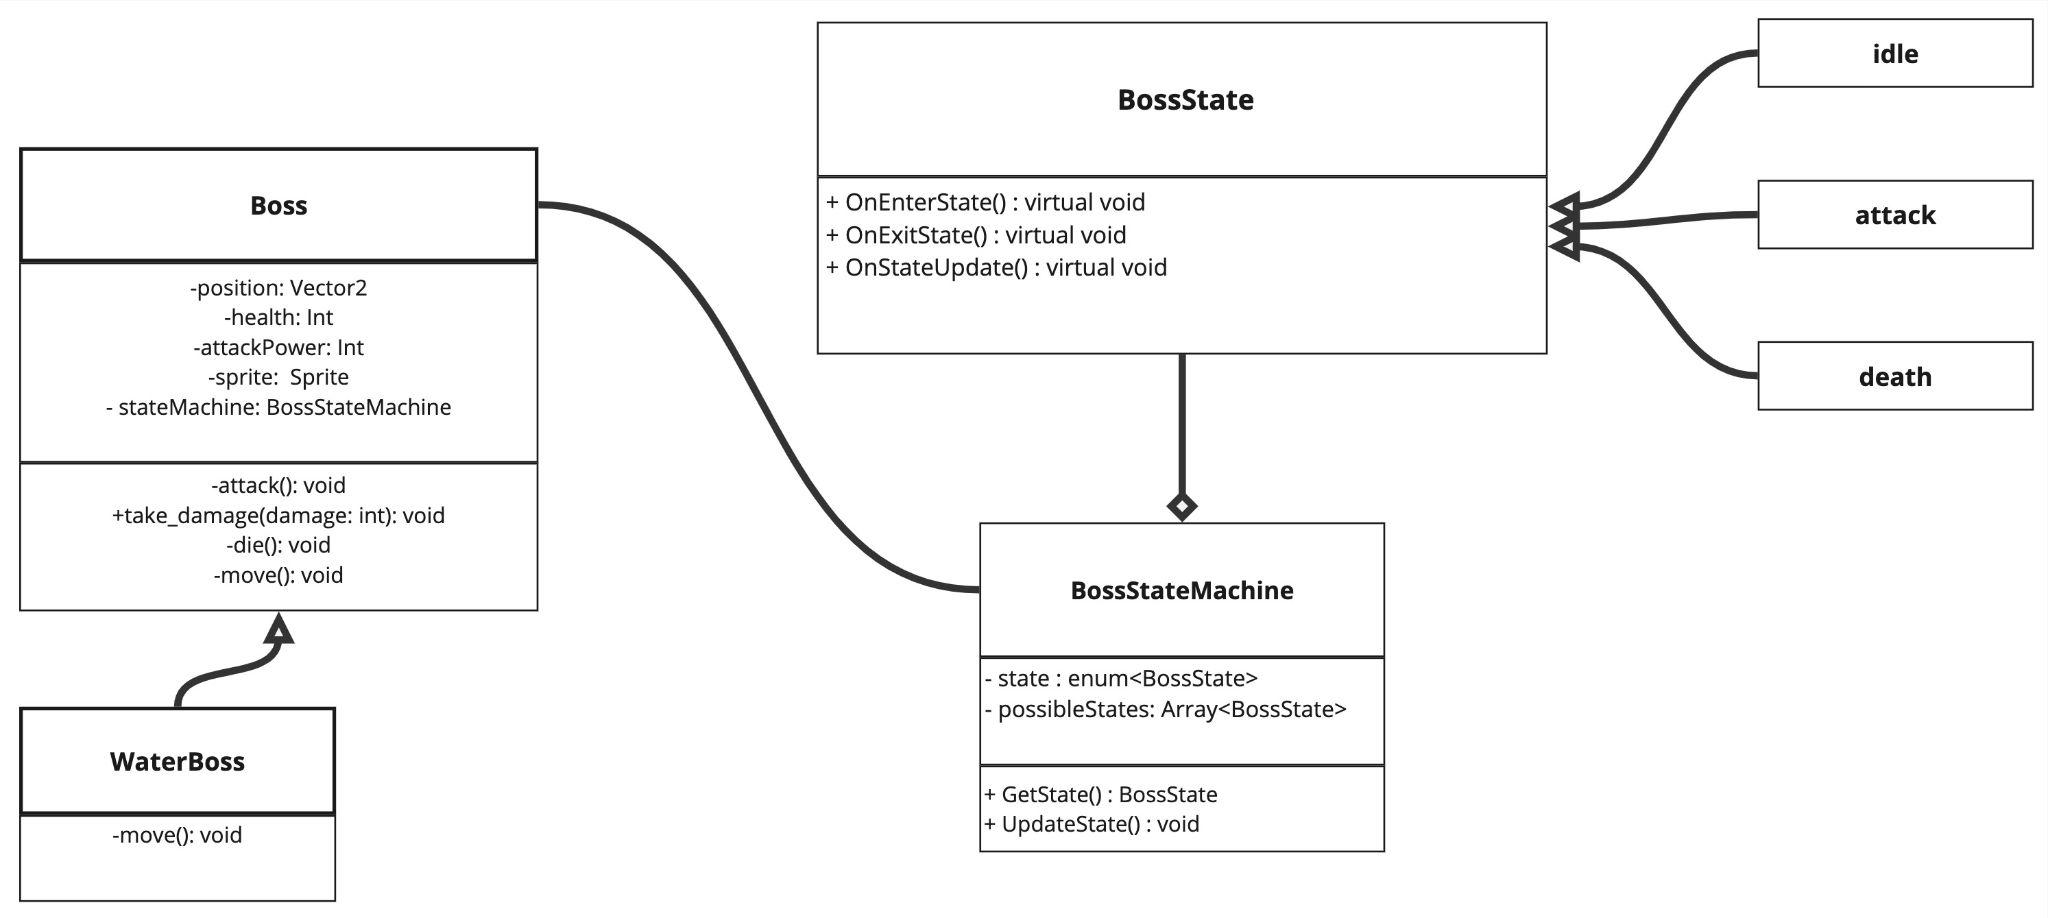 Boss
-position: Vector2
-health: Int
-attackPower: Int
-sprite:  Sprite
- stateMachine: BossStateMachine
-attack(): void
+take_damage(damage: int): void
-die(): void
-move(): void
WaterBoss
-move(): void
BossState
+ OnEnterState() : virtual void
+ OnExitState() : virtual void
+ OnStateUpdate() : virtual void
BossStateMachine
- state : enum<BossState>
- possibleStates: Array<BossState>
+ GetState() : BossState
+ UpdateState() : void
idle
attack
death